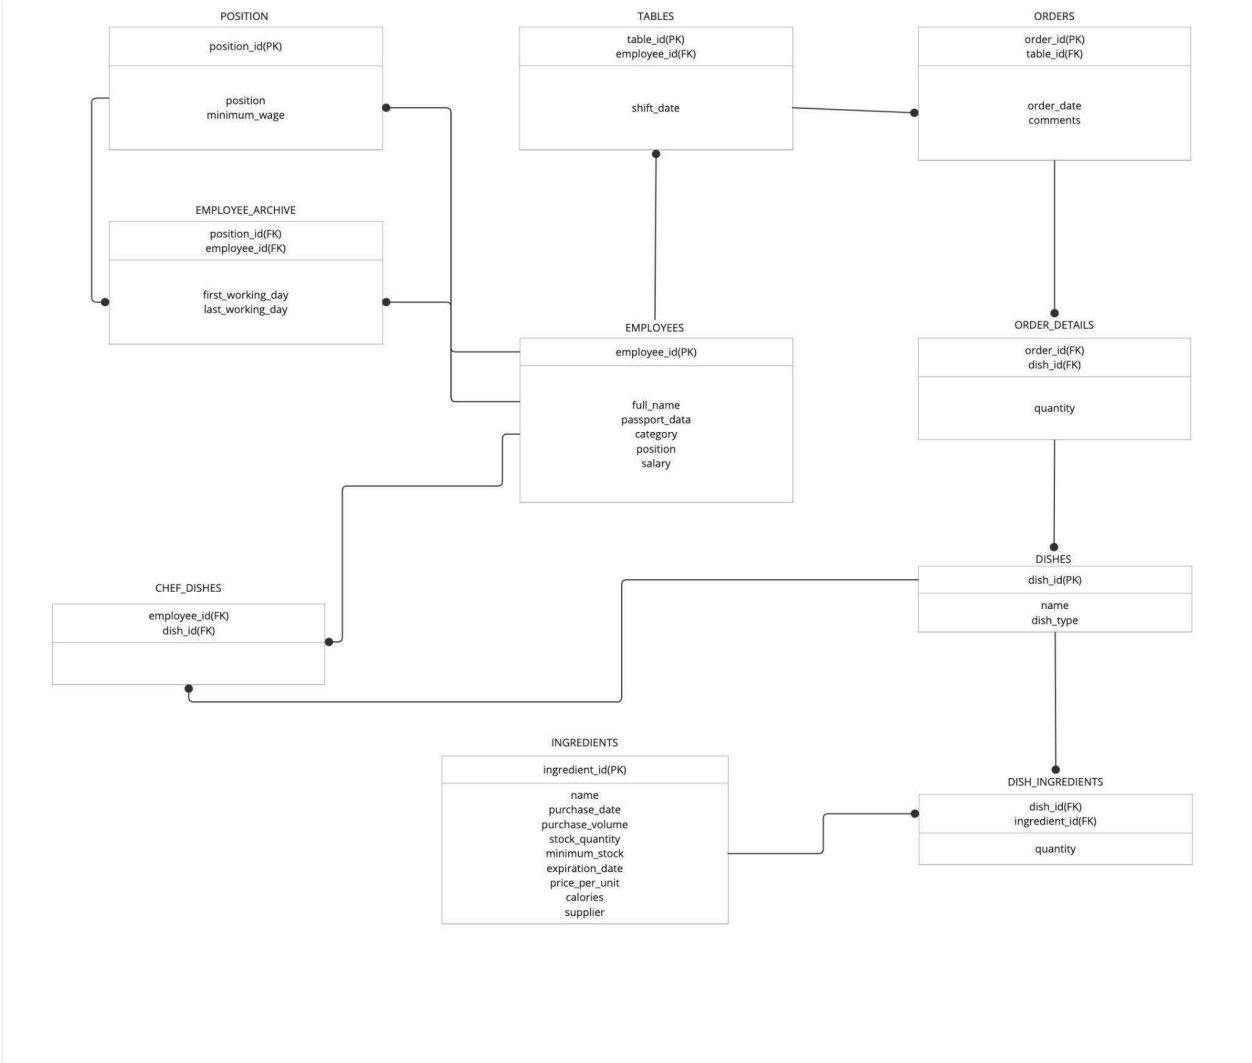 POSITION
position_id(PK)
position
minimum_wage
TABLES
table_id(PK)
employee_id(FK)
shift_date
ORDERS
order_id(PK)
table_id(FK)
order_date
comments
EMPLOYEE_ARCHIVE
position_id(FK)
employee_id(FK)
first_working_day
last_working_day
EMPLOYEES
employee_id(PK)
full_name
passport_data
category
position
salary
ORDER_DETAILS
order_id(FK)
dish_id(FK)
quantity
CHEF_DISHES
employee_id(FK)
dish_id(FK)
DISHES
dish_id(PK)
name
dish_type
INGREDIENTS
ingredient_id(PK)
name
purchase_date
purchase_volume
stock_quantity
minimum_stock
expiration_date
price_per_unit
calories
supplier
DISH_INGREDIENTS
dish_id(FK)
ingredient_id(FK)
quantity